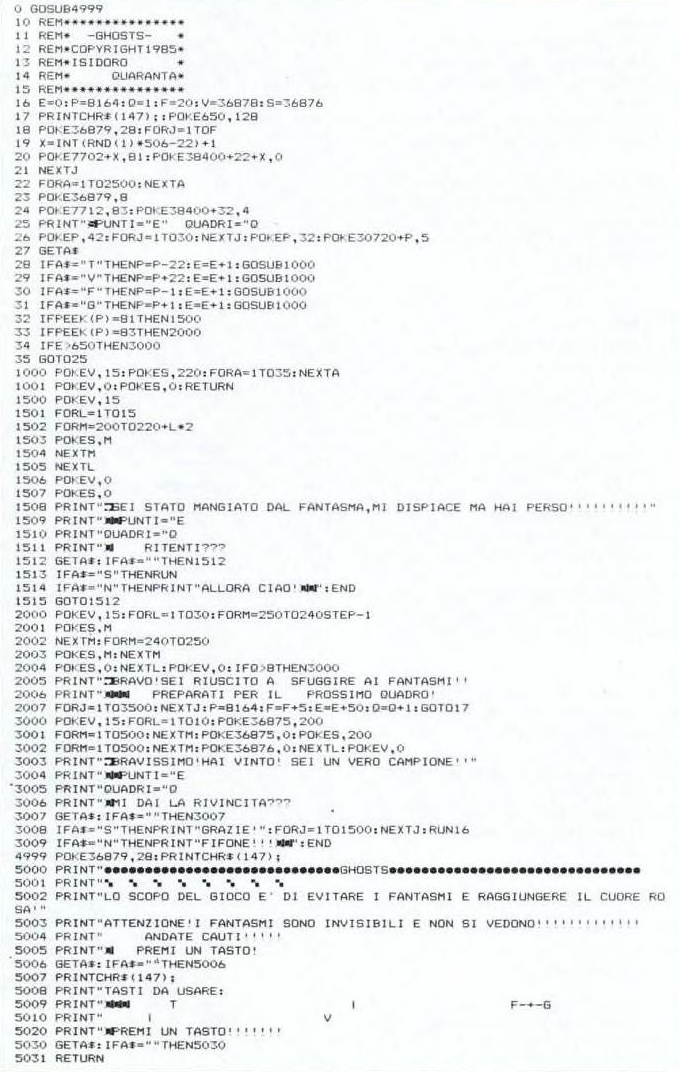 0 GOSUB4999
10 REM***************
11 REM*  -GHOSTS-   *
12 REM*COPYRIGHT1985*
13 REM*ISIDORO      *
14 REM*     QUARANTA*
15 REM***************
16 E=0:P=8164:Q=1:F=20:V=36878:S=36876
17 PRINTCHR$(147);:POKE650,128
18 POKE36879,28:FORJ=1TOF
19 X=INT(RND(1)*506-22)+1
20 POKE7702+X,81:POKE38400+22+X,0
21 NEXTJ
22 FORA=1TO2500:NEXTA
23 POKE36879,8
24 POKE7712,83:POKE38400+32,4
25 PRINT"PUNTI="E"  QUADRI="Q
26 POKEP,42:FORJ=1TO30:NEXTJ:POKEP,32:POKE30720+P,5
27 GETA$
28 IFA$="T"THENP=P-22:E=E+1:GOSUB1000
29 IFA$="V"THENP=P+22:E=E+1:GOSUB1000
30 IFA$="F"THENP=P-1:E=E+1:GOSUB1000
31 IFA$="G"THENP=P+1:E=E+1:GOSUB1000
32 IFPEEK(P)=81THEN1500
33 IFPEEK(P)=83THEN2000
34 IFE>650THEN3000
35 GOTO25
1000 POKEV,15:POKES,220:FORA=1TO35:NEXTA
1001 POKEV,0:POKES,0:RETURN
1500 POKEV,15
1501 FORL=1TO15
1502 FORM=200TO220+L*2
1503 POKES,M
1504 NEXTM
1505 NEXTL
1506 POKEV,0
1507 POKES,0
1508 PRINT"SEI STATO MANGIATO DAL FANTASMA,MI DISPIACE MA HAI PERSO!!!!!!!!!!"
1509 PRINT"PUNTI="E
1510 PRINT"QUADRI="Q
1511 PRINT"    RITENTI???
1512 GETA$:IFA$=""THEN1512
1513 IFA$="S"THENRUN
1514 IFA$="N"THENPRINT"ALLORA CIAO!":END
1515 GOTO1512
2000 POKEV,15:FORL=1TO30:FORM=250TO240STEP-1
2001 POKES,M
2002 NEXTM:FORM=240TO250
2003 POKES,M:NEXTM
2004 POKES,0:NEXTL:POKEV,0:IFQ>8THEN3000
2005 PRINT"BRAVO!SEI RIUSCITO A  SFUGGIRE AI FANTASMI!!
2006 PRINT"   PREPARATI PER IL   PROSSIMO QUADRO!
2007 FORJ=1TO3500:NEXTJ:P=8164:F=F+5:E=E+50:Q=Q+1:GOTO17
3000 POKEV,15:FORL=1TO10:POKE36875,200
3001 FORM=1TO500:NEXTM:POKE36875,0:POKES,200
3002 FORM=1TO500:NEXTM:POKE36876,0:NEXTL:POKEV,0
3003 PRINT"BRAVISSIMO!HAI VINTO! SEI UN VERO CAMPIONE!!"
3004 PRINT"PUNTI="E
3005 PRINT"QUADRI="Q
3006 PRINT"MI DAI LA RIVINCITA???
3007 GETA$:IFA$=""THEN3007
3008 IFA$="S"THENPRINT"GRAZIE!":FORJ=1TO1500:NEXTJ:RUN16
3009 IFA$="N"THENPRINT"FIFONE!!!":END
4999 POKE36879,28:PRINTCHR$(147);
5000 PRINT"●●●●●●●●●●●●●●●●●●●●●●●●●●●●GHOSTS●●●●●●●●●●●●●●●●●●●●●●●●●●●●●●
5001 PRINT"
5002 PRINT"LO SCOPO DEL GIOCO E' DI EVITARE I FANTASMI E RAGGIUNGERE IL CUORE RO
SA!"
5003 PRINT"ATTENZIONE!I FANTASMI SONO INVISIBILI E NON SI VEDONO!!!!!!!!!!!!!
5004 PRINT"     ANDATE CAUTI!!!!!
5005 PRINT"   PREMI UN TASTO!
5006 GETA$:IFA$=""THEN5006
5007 PRINTCHR$(147);
5008 PRINT"TASTI DA USARE:
5009 PRINT"     T                     I                    F-+-G
5010 PRINT"     I                     V
5020 PRINT"PREMI UN TASTO!!!!!!!
5030 GETA$:IFA$=""THEN5030
5031 RETURN